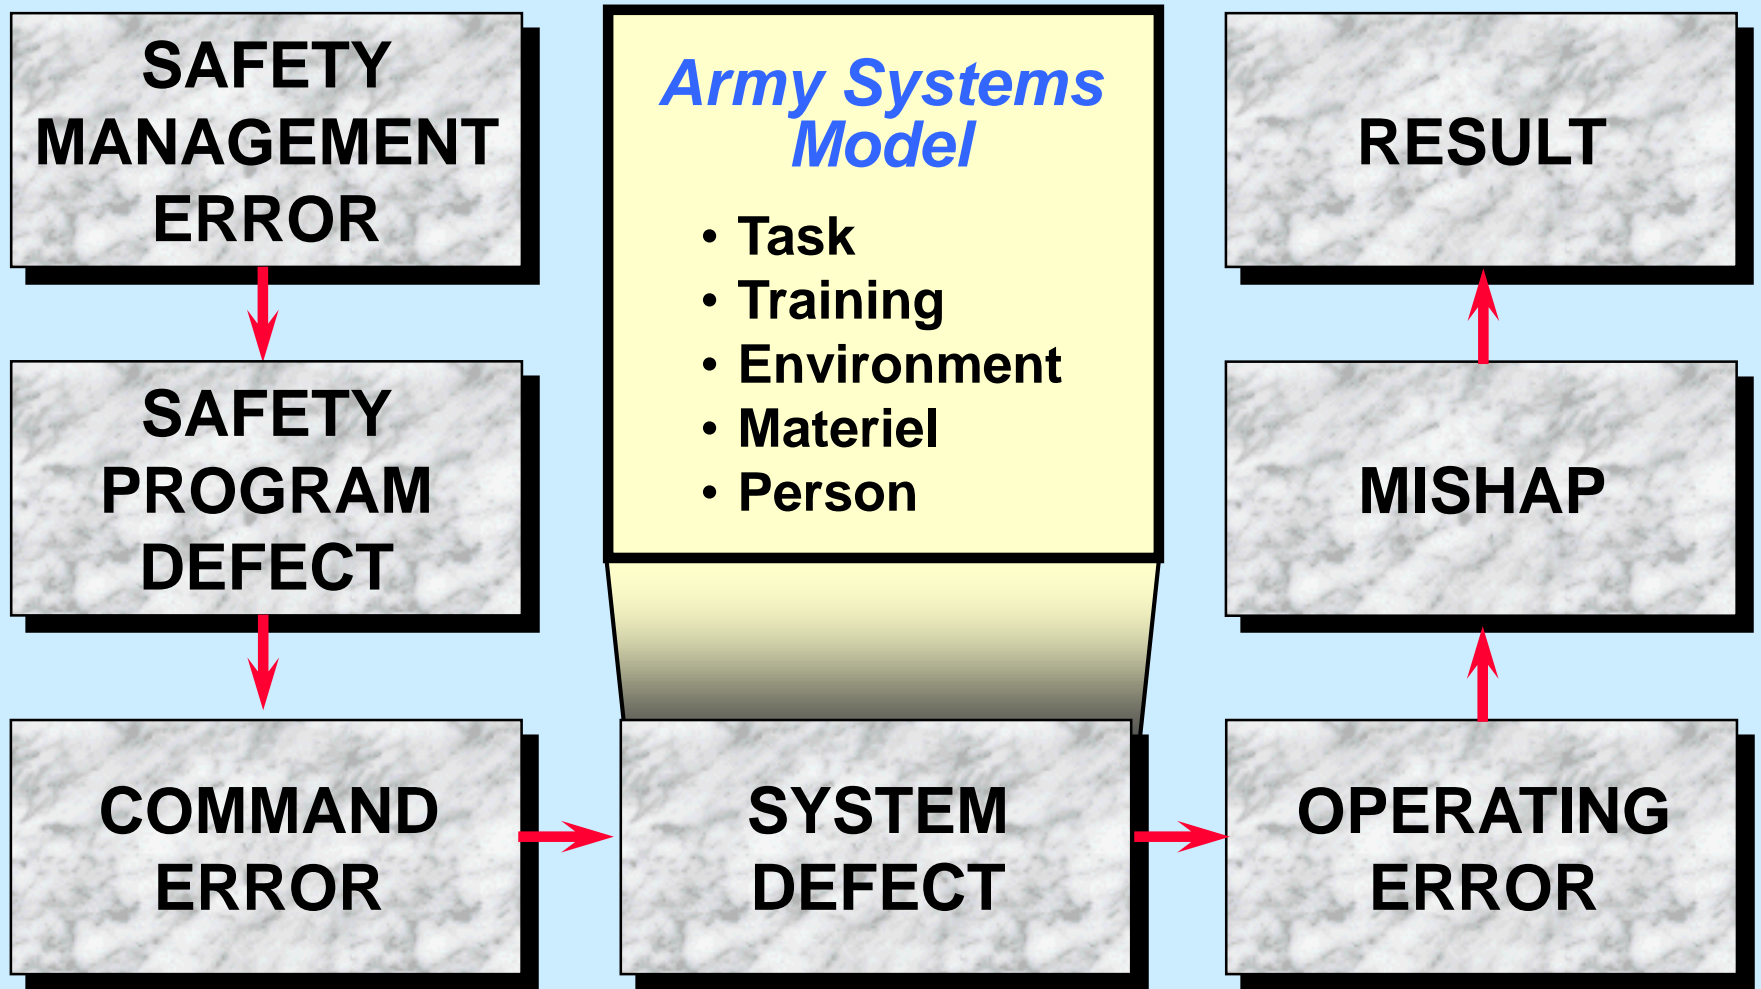 SAFETY
MANAGEMENT
ERROR
SAFETY
PROGRAM
DEFECT
COMMAND
ERROR
Army Systems
Model
• Task
• Training
• Environment
• Materiel
• Person
SYSTEM
DEFECT
OPERATING
ERROR
MISHAP
RESULT